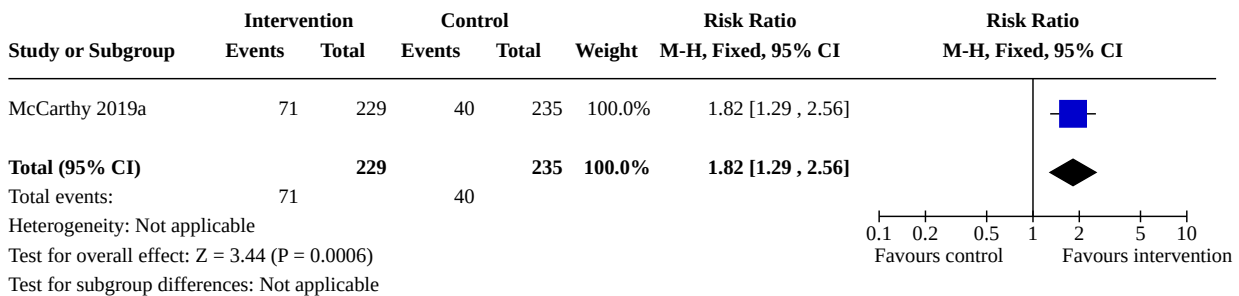 Intervention Control Risk Ratio Risk Ratio
Study or Subgroup Events Total Events Total Weight M-H, Fixed, 95% CI M-H, Fixed, 95% CI
McCarthy 2019a 71 229 40 235 100.0% 1.82 [1.29 , 2.56]
Total (95% CI) 229 235 100.0% 1.82 [1.29 , 2.56]
Total events: 71 40
Heterogeneity: Not applicable
0.1 0.2 0.5 1 2 5 10
Test for overall effect: Z = 3.44 (P = 0.0006) Favours control Favours intervention
Test for subgroup differences: Not applicable